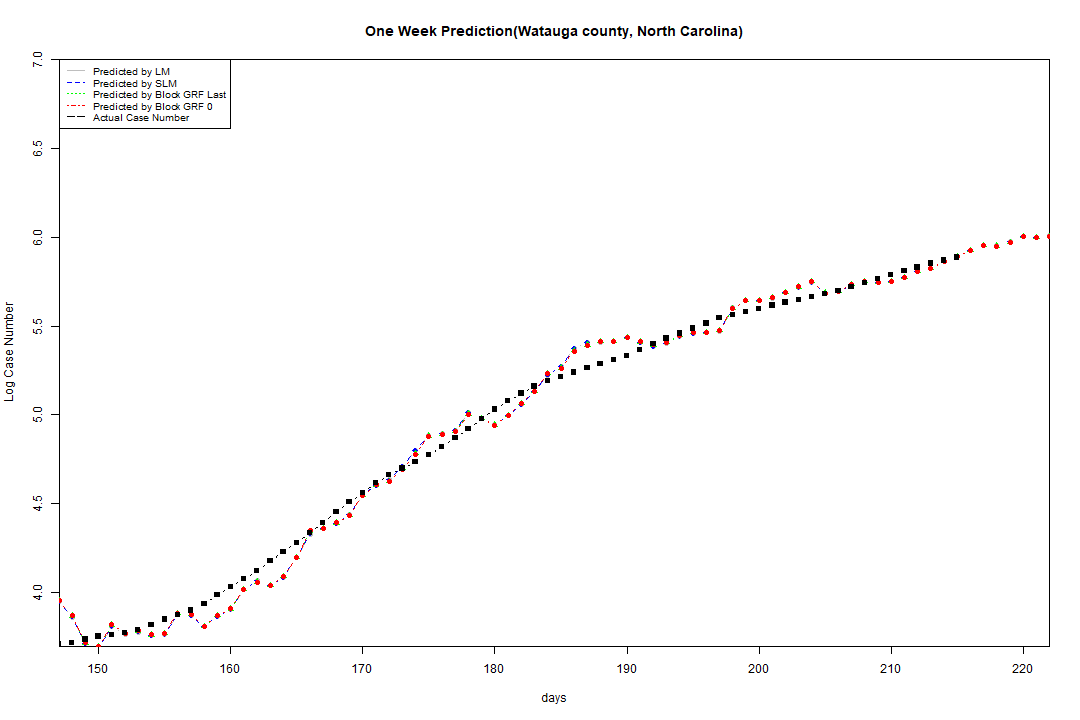 One Week Prediction(Watauga county, North Carolina)
7.0
Predicted by LM
Predicted by SLM
Predicted by Block GRF Last
Predicted by Block GRF 0
Actual Case Number
6.5
6.0
5.5
5.0
4.5
4.0
Log Case Number
150 160 170 180 190 200 210 220
days